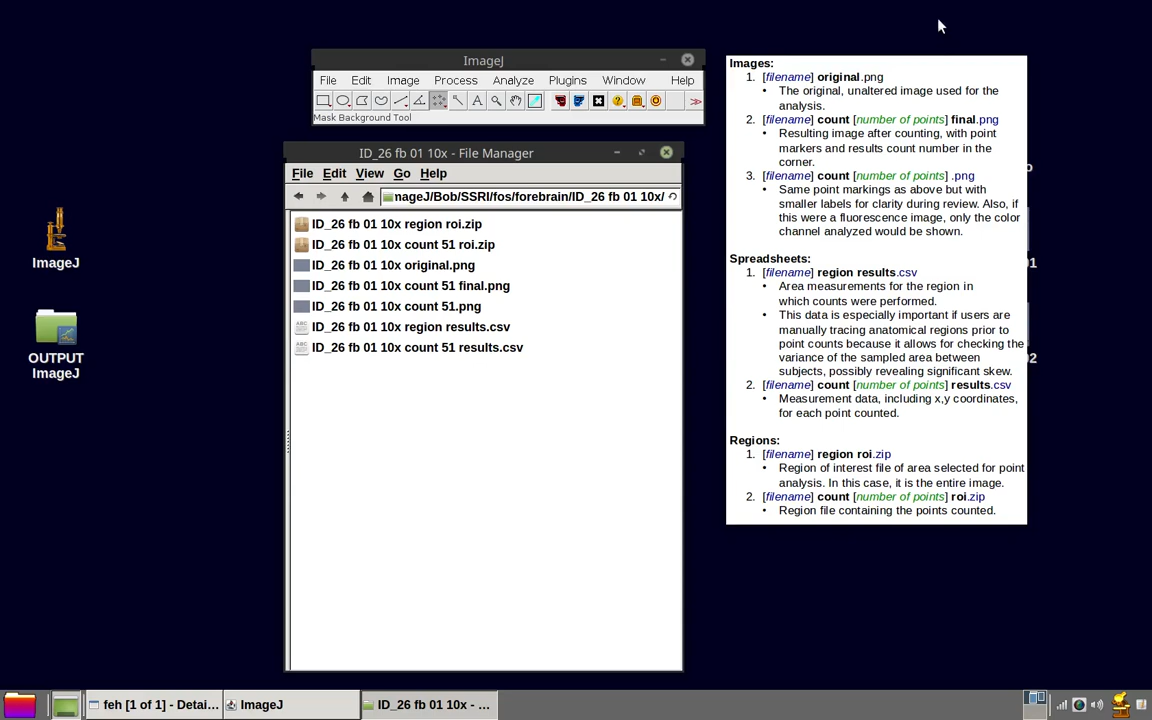 ImageJ
File Edit Image Process Analyze Plugins Window Help
A
Mask Background Tool
ID_26 fb 01 10x - File Manager
File Edit View Go Help
mageJ/Bob/SSRI/fos/forebrain/ID_26 fb 01 10x/
ID_26 fb 01 10x region roi.zip
ID_26 fb 01 10x count 51 roi.zip
ID_26 fb 01 10x original.png
ID_26 fb 01 10x count 51 final.png
ID_26 fb 01 10x count 51.png
ID_26 fb 01 10x region results.csv
ID_26 fb 01 10x count 51 results.csv
ImageJ
OUTPUT
ImageJ
Images:
1. [filename] original.png
• The original, unaltered image used for the
analysis.
2. [filename] count [number of points] final.png
• Resulting image after counting, with point
markers and results count number in the
corner.
3. [filename] count [number of points] .png
• Same point markings as above but with
smaller labels for clarity during review. Also, if
this were a fluorescence image, only the color
channel analyzed would be shown.
Spreadsheets:
1. [filename] region results.csv
• Area measurements for the region in
which counts were performed.
• This data is especially important if users are
manually tracing anatomical regions prior to
point counts because it allows for checking the
variance of the sampled area between
subjects, possibly revealing significant skew.
2. [filename] count [number of points] results.csv
• Measurement data, including x,y coordinates,
for each point counted.
Regions:
1. [filename] region roi.zip
• Region of interest file of area selected for point
analysis. In this case, it is the entire image.
2. [filename] count [number of points] roi.zip
• Region file containing the points counted.
feh [1 of 1] - Detai...
ImageJ
ID_26 fb 01 10x - ...